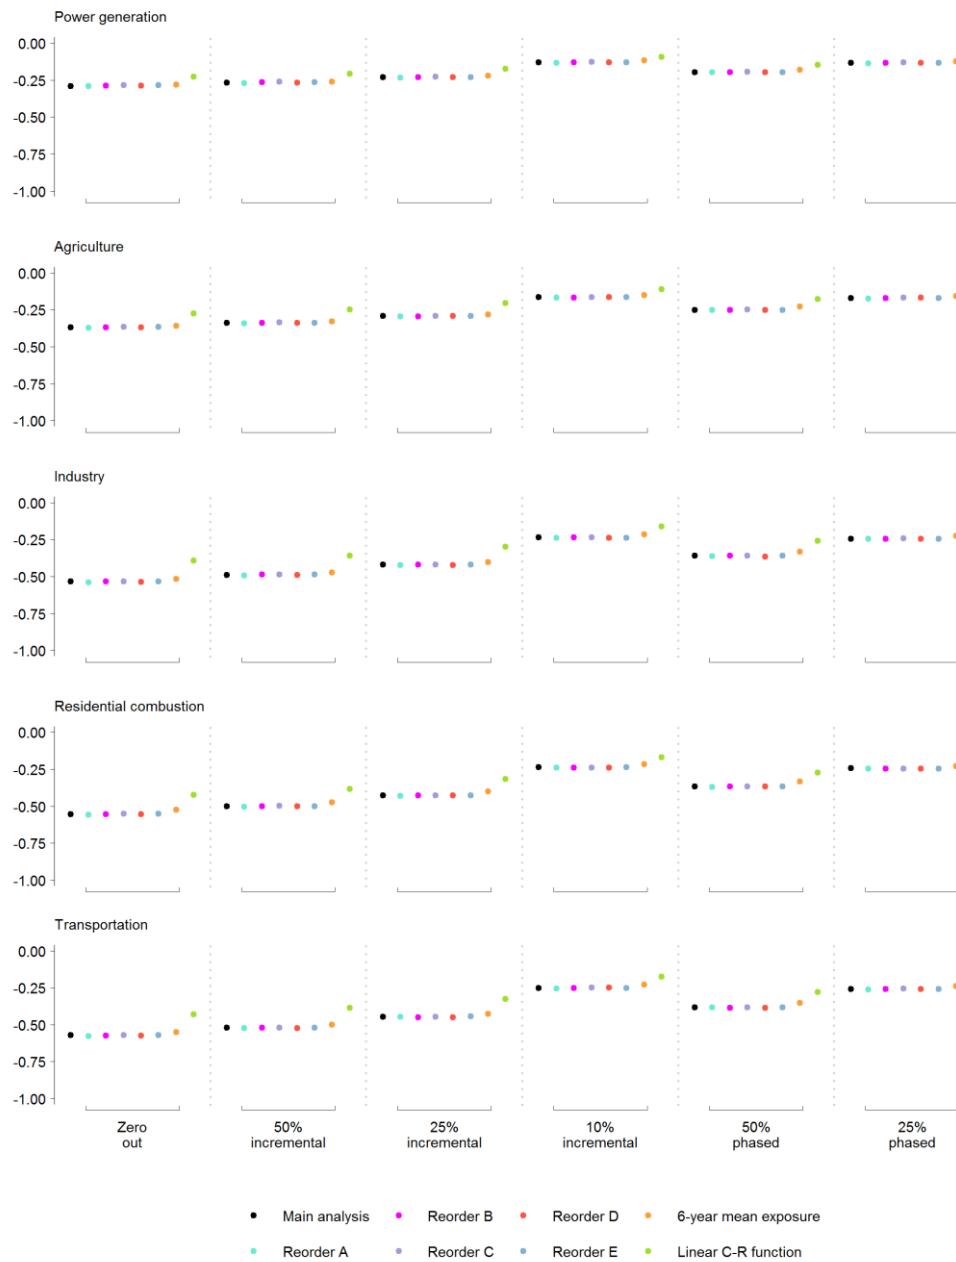 Power generation
0.00
-0.25
-0.50
-0.75
-1.00
Agriculture
0.00
-0.25
-0.50
-0.75
-1.00
Industry
0.00
-0.25
-0.50
-0.75
-1.00
Residential combustion
0.00
-0.25
-0.50
-0.75
-1.00
Transportation
0.00
-0.25
-0.50
-0.75
-1.00
Zero 50% 25% 10% 50% 25%
out incremental incremental incremental phased phased
Main analysis Reorder B Reorder D 6-year mean exposure
Reorder A Reorder C Reorder E Linear C-R function